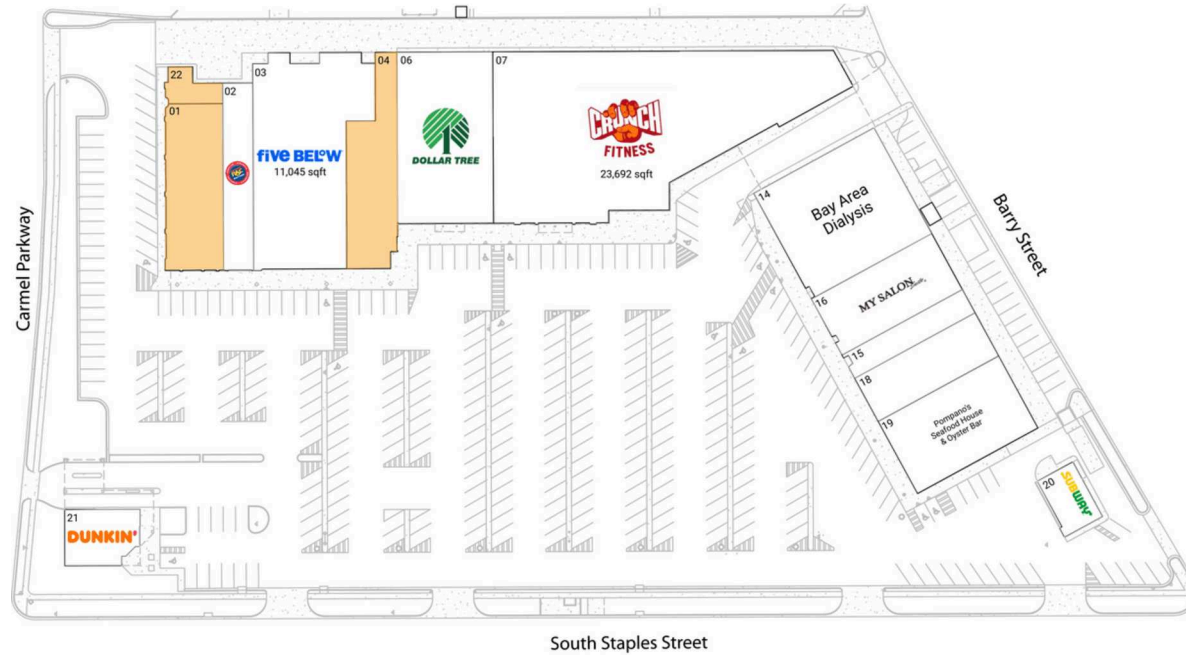 22
01
02
03
five BELOW
11,045 sqft
04
06
DOLLAR TREE
07
CRUNCH
FITNESS
23,692 sqft
14
Bay Area
Dialysis
16
MY SALON
15
18
19
Pompano's
Seafood House
& Oyster Bar
20
SUBWAY
21
DUNKIN'
Carmel Parkway
Barry Street
South Staples Street